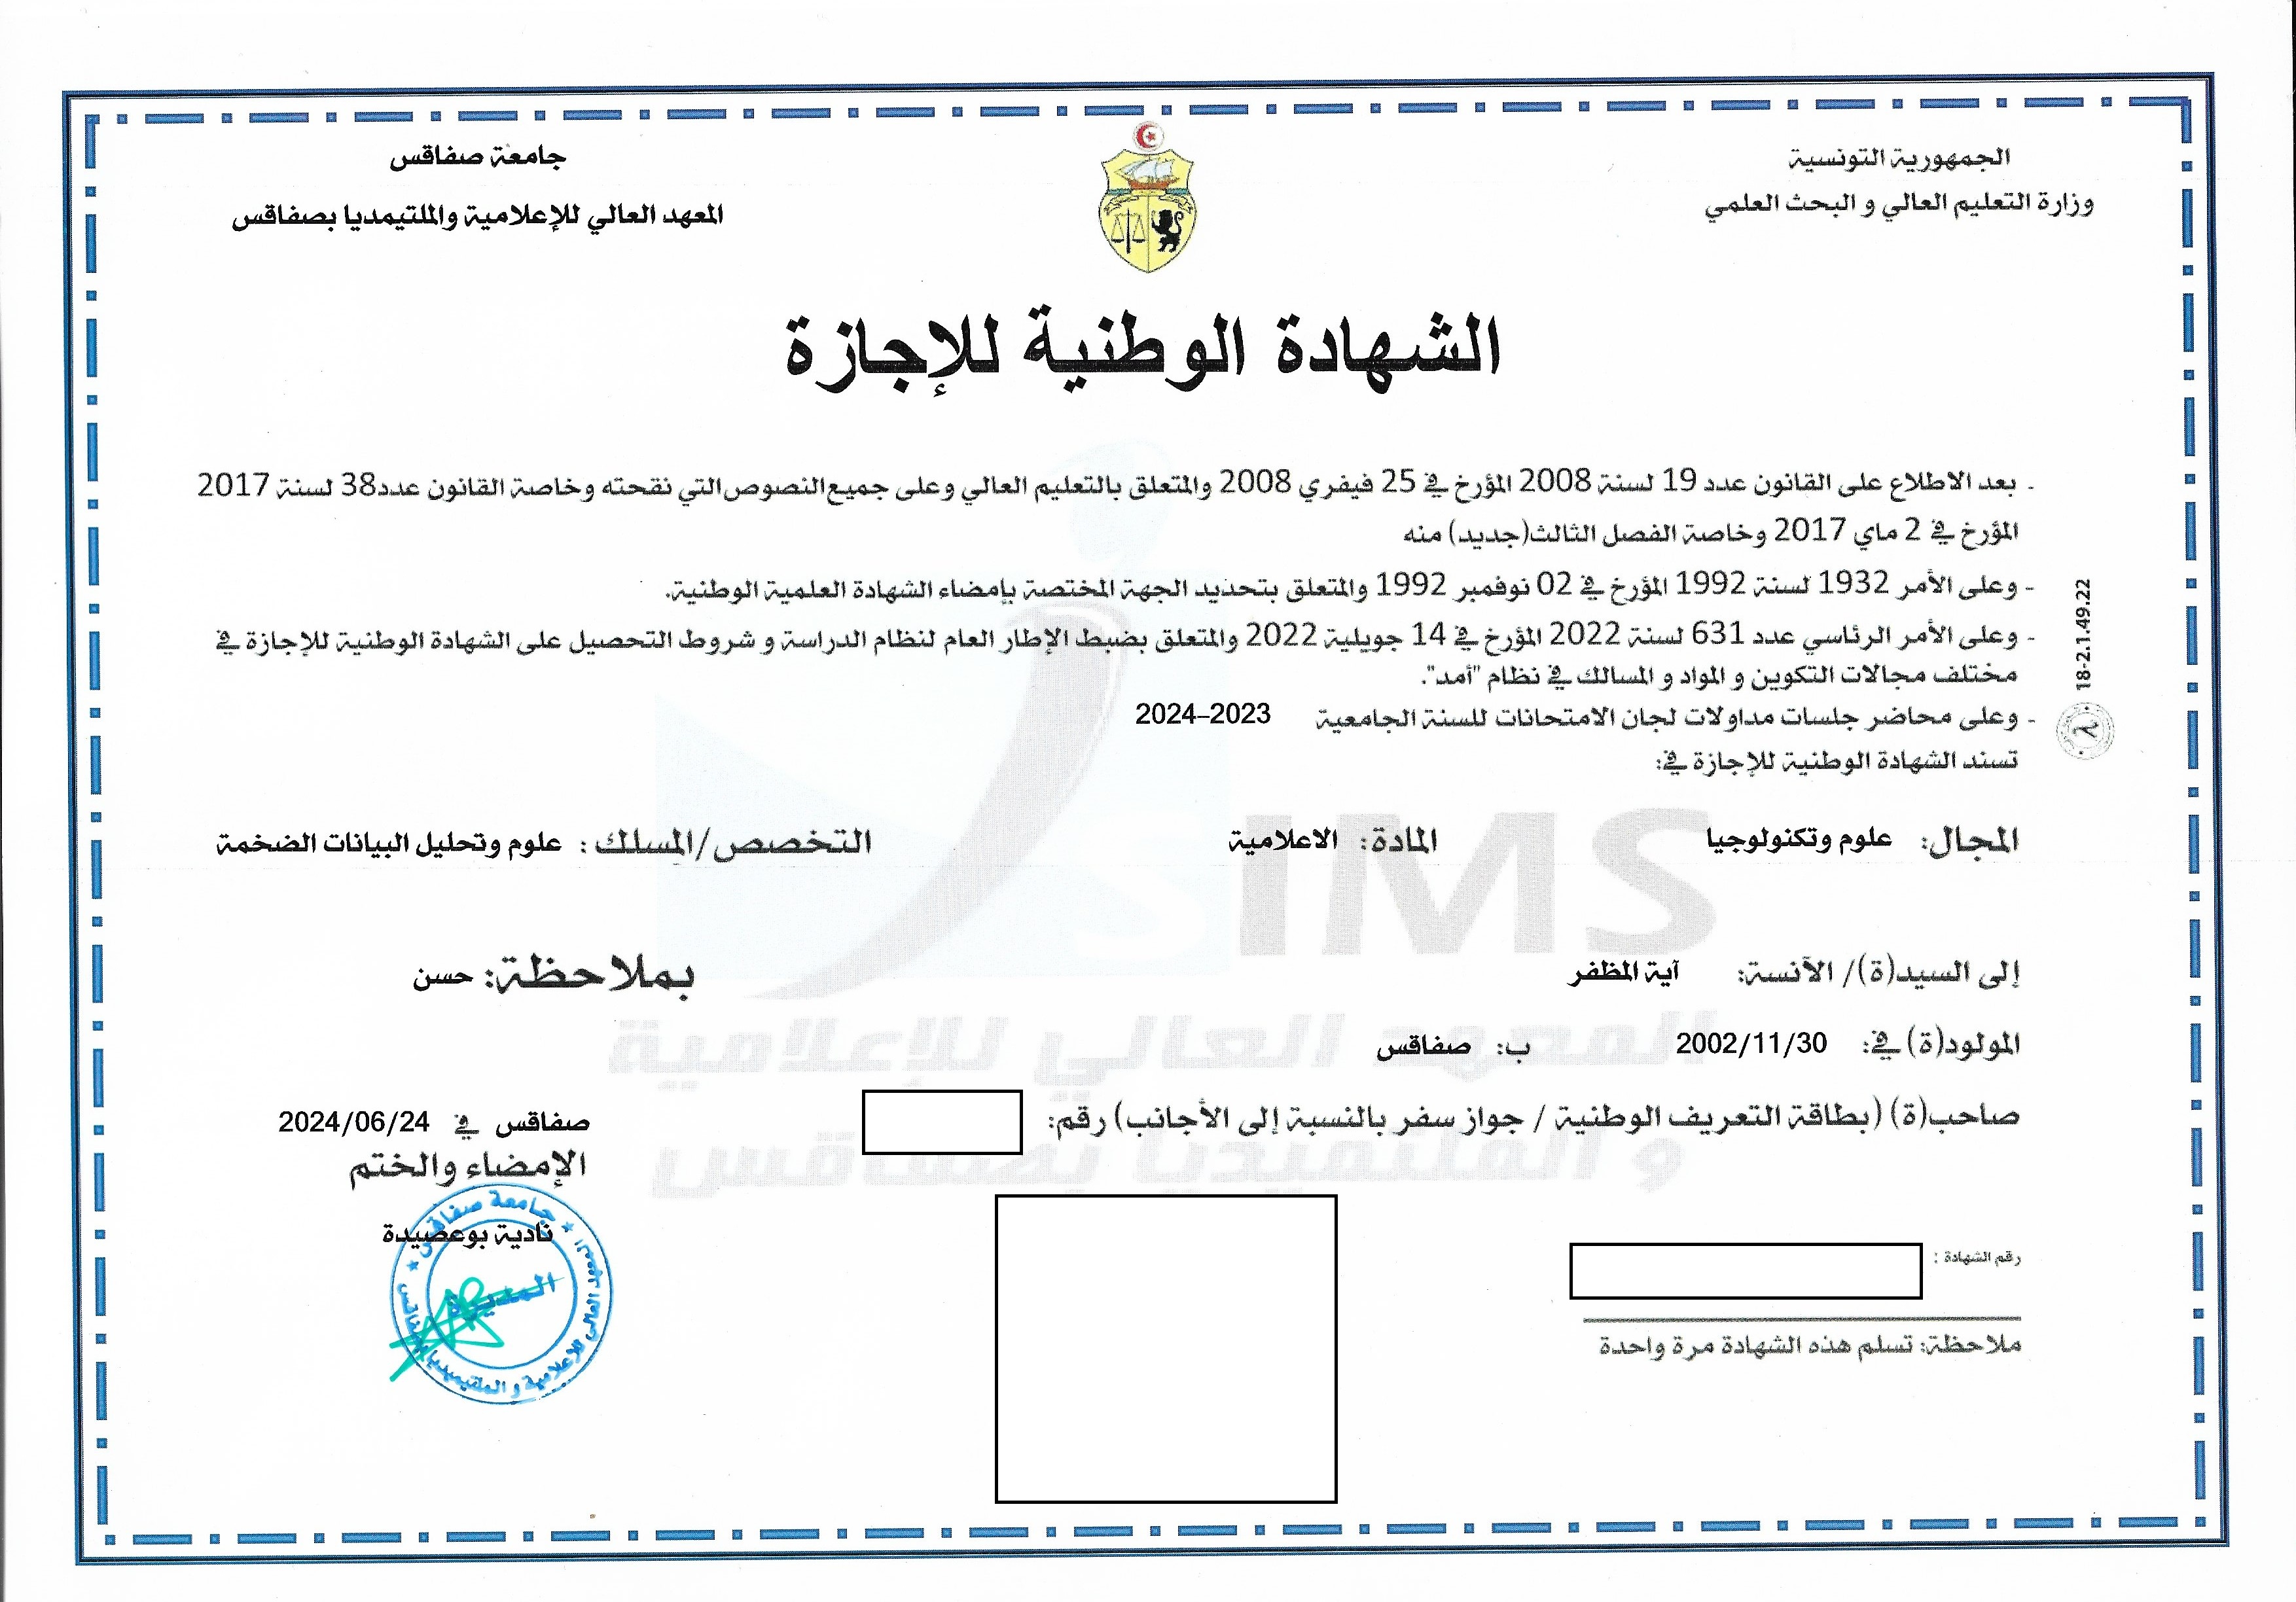 الجمهورية التونسية
وزارة التعليم العالي و البحث العلمي
جامعة صفاقس
المعهد العالي للإعلامية والملتيمديا بصفاقس
الشهادة الوطنية للإجازة
- بعد الاطلاع على القانون عدد 19 لسنة 2008 المؤرخ في 25 فيفري 2008 والمتعلق بالتعليم العالي وعلى جميع النصوص التي نقحته وخاصة القانون عدد38 لسنة 2017
المؤرخ في 2 ماي 2017 وخاصة الفصل الثالث(جديد) منه
- وعلى الأمر 1932 لسنة 1992 المؤرخ في 02 نوفمبر 1992 والمتعلق بتحديد الجهة المختصة بإمضاء الشهادة العلمية الوطنية.
- وعلى الأمر الرئاسي عدد 631 لسنة 2022 المؤرخ في 14 جويلية 2022 والمتعلق بضبط الإطار العام لنظام الدراسة و شروط التحصيل على الشهادة الوطنية للإجازة في
مختلف مجالات التكوين و المواد و المسالك في نظام "أمد".
- وعلى محاضر جلسات مداولات لجان الامتحانات للسنة الجامعية 2023-2024
تسند الشهادة الوطنية للإجازة في:
18-2.1.49.22
المجال: علوم وتكنولوجيا المادة: الاعلامية التخصص/المسلك : علوم وتحليل البيانات الضخمة
إلى السيد(ة)/ الآنسة: آية المظفر بملاحظة: حسن
المولود(ة) في: 2002/11/30 ب: صفاقس
صاحب(ة) (بطاقة التعريف الوطنية / جواز سفر بالنسبة إلى الأجانب) رقم:
صفاقس في 2024/06/24
الإمضاء والختم
نادية بوعصيدة
المديرة
جامعة صفاقس
المعهد العالي للإعلامية و الملتيميديا بصفاقس
رقم الشهادة :
ملاحظة: تسلم هذه الشهادة مرة واحدة
SIMS
المعهد العالي للإعلامية
و الملتيميديا بصفاقس